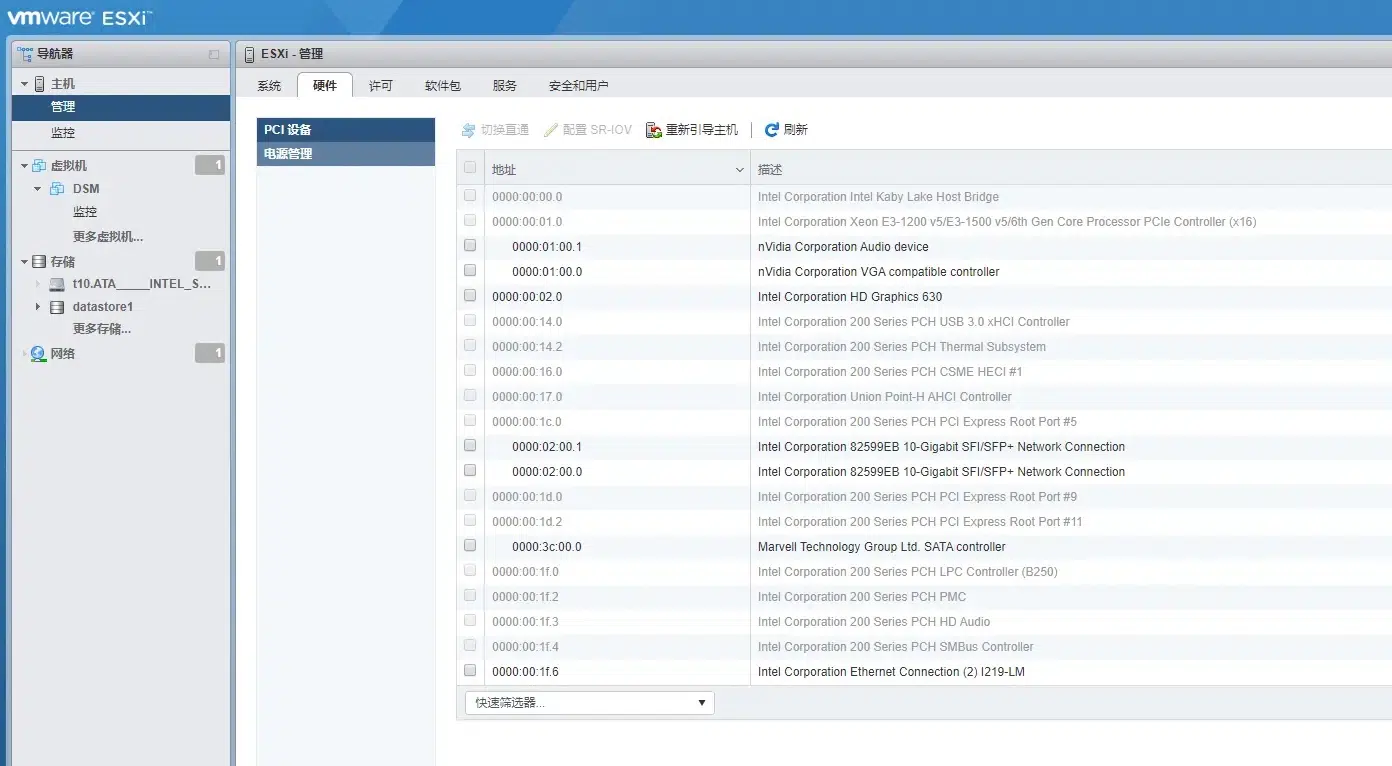 vmware ESXi™
导航器
主机
管理
监控
虚拟机 1
DSM
监控
更多虚拟机...
存储 1
t10.ATA_____INTEL_S...
datastore1
更多存储...
网络 1
ESXi - 管理
系统 硬件 许可 软件包 服务 安全和用户
PCI 设备
电源管理
切换直通 配置 SR-IOV 重新引导主机 刷新
地址 描述
0000:00:00.0 Intel Corporation Intel Kaby Lake Host Bridge
0000:00:01.0 Intel Corporation Xeon E3-1200 v5/E3-1500 v5/6th Gen Core Processor PCIe Controller (x16)
0000:01:00.1 nVidia Corporation Audio device
0000:01:00.0 nVidia Corporation VGA compatible controller
0000:00:02.0 Intel Corporation HD Graphics 630
0000:00:14.0 Intel Corporation 200 Series PCH USB 3.0 xHCI Controller
0000:00:14.2 Intel Corporation 200 Series PCH Thermal Subsystem
0000:00:16.0 Intel Corporation 200 Series PCH CSME HECI #1
0000:00:17.0 Intel Corporation Union Point-H AHCI Controller
0000:00:1c.0 Intel Corporation 200 Series PCH PCI Express Root Port #5
0000:02:00.1 Intel Corporation 82599EB 10-Gigabit SFI/SFP+ Network Connection
0000:02:00.0 Intel Corporation 82599EB 10-Gigabit SFI/SFP+ Network Connection
0000:00:1d.0 Intel Corporation 200 Series PCH PCI Express Root Port #9
0000:00:1d.2 Intel Corporation 200 Series PCH PCI Express Root Port #11
0000:3c:00.0 Marvell Technology Group Ltd. SATA controller
0000:00:1f.0 Intel Corporation 200 Series PCH LPC Controller (B250)
0000:00:1f.2 Intel Corporation 200 Series PCH PMC
0000:00:1f.3 Intel Corporation 200 Series PCH HD Audio
0000:00:1f.4 Intel Corporation 200 Series PCH SMBus Controller
0000:00:1f.6 Intel Corporation Ethernet Connection (2) I219-LM
快速筛选器...